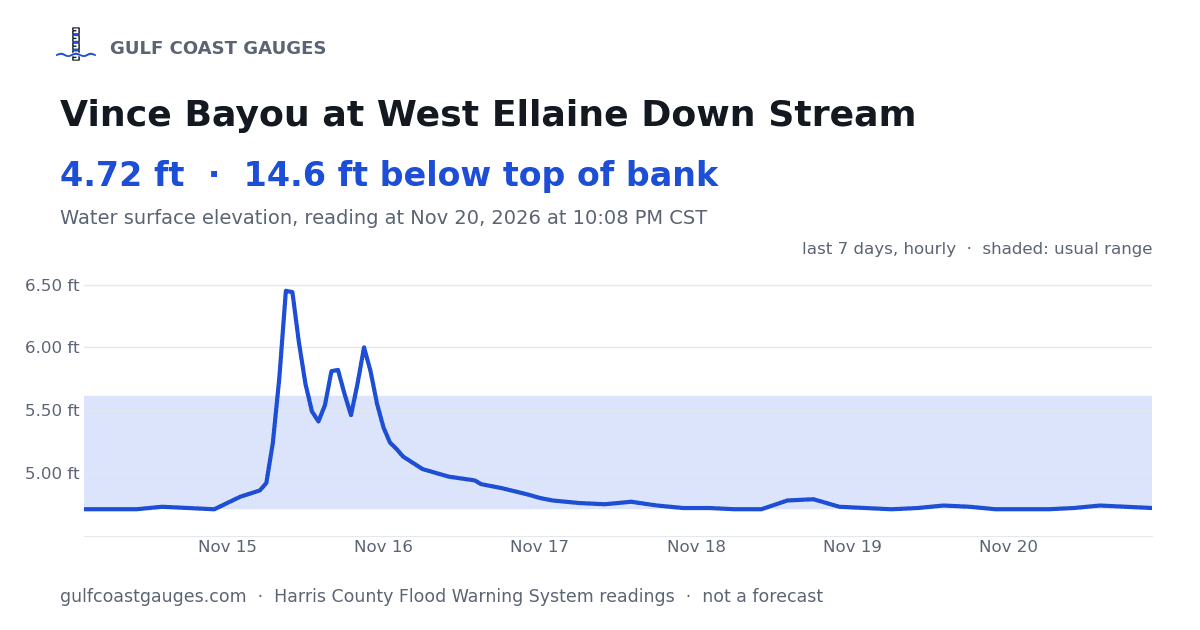 GULF COAST GAUGES
Vince Bayou at West Ellaine Down Stream
4.72 ft · 14.6 ft below top of bank
Water surface elevation, reading at Nov 20, 2026 at 10:08 PM CST
last 7 days, hourly · shaded: usual range
6.50 ft
6.00 ft
5.50 ft
5.00 ft
Nov 15 Nov 16 Nov 17 Nov 18 Nov 19 Nov 20
gulfcoastgauges.com · Harris County Flood Warning System readings · not a forecast